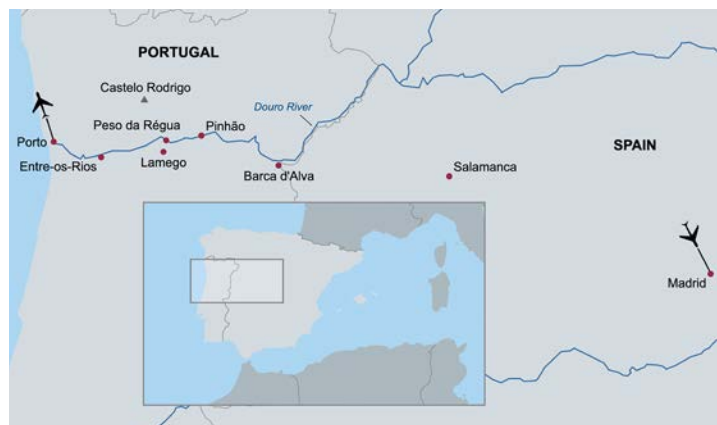 PORTUGAL
Castelo Rodrigo
Douro River
Peso da Régua
Pinhão
Porto
SPAIN
Entre-os-Rios
Lamego
Barca d'Alva
Salamanca
Madrid